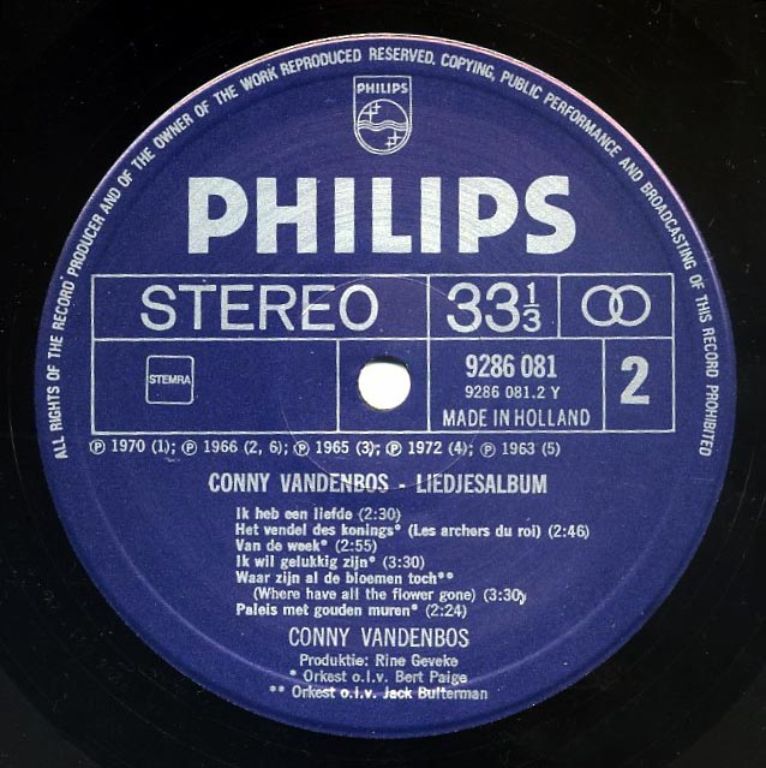 ALL RIGHTS OF THE RECORD PRODUCER AND OF THE OWNER OF THE WORK REPRODUCED RESERVED. COPYING, PUBLIC PERFORMANCE AND BROADCASTING OF THIS RECORD PROHIBITED
PHILIPS
PHILIPS
STEREO 33 1/3
STEMRA
9286 081
9286 081.2 Y
MADE IN HOLLAND
2
℗ 1970 (1); ℗ 1966 (2, 6); ℗ 1965 (3); ℗ 1972 (4); ℗ 1963 (5)
CONNY VANDENBOS - LIEDJESALBUM
Ik heb een liefde (2:30)
Het vendel des konings* (Les archers du roi) (2:46)
Van de week* (2:55)
Ik wil gelukkig zijn* (3:30)
Waar zijn al de bloemen toch**
(Where have all the flower gone) (3:30)
Paleis met gouden muren* (2:24)
CONNY VANDENBOS
Produktie: Rine Geveke
* Orkest o.l.v. Bert Paige
** Orkest o.l.v. Jack Bulterman